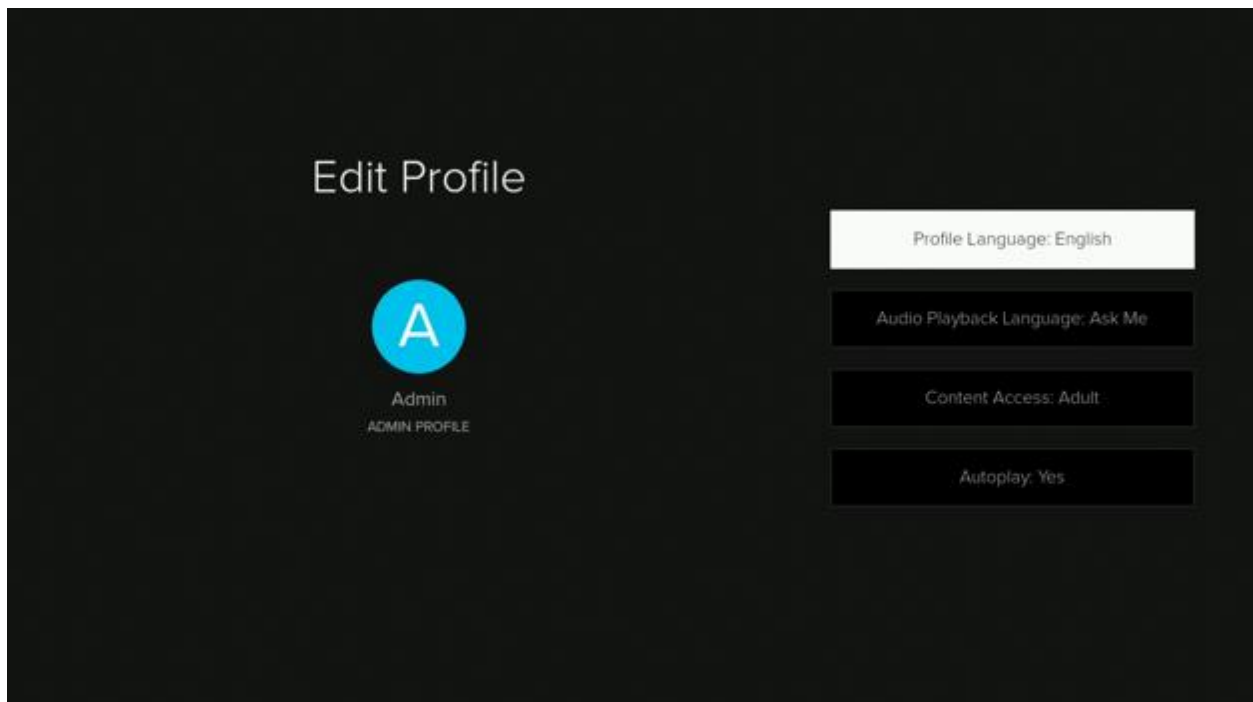 Edit Profile
A
Admin
ADMIN PROFILE
Profile Language: English
Audio Playback Language: Ask Me
Content Access: Adult
Autoplay: Yes